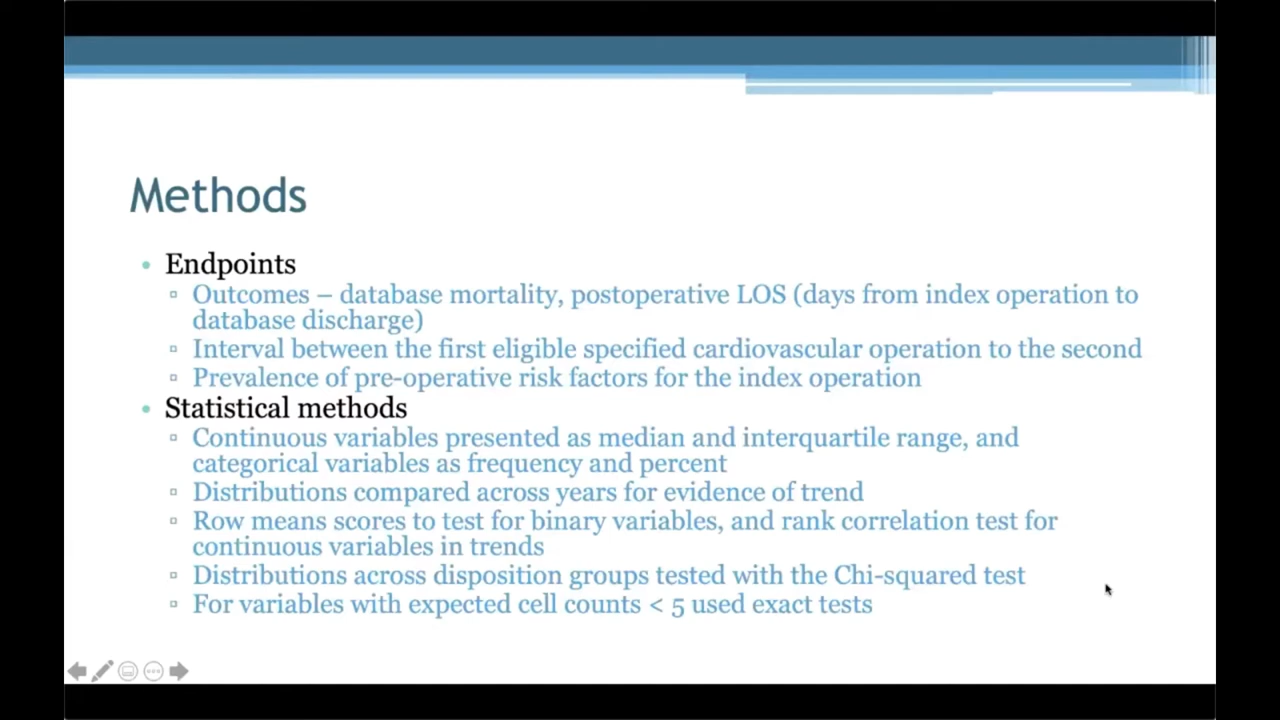 Methods
• Endpoints
▫ Outcomes – database mortality, postoperative LOS (days from index operation to
database discharge)
▫ Interval between the first eligible specified cardiovascular operation to the second
▫ Prevalence of pre-operative risk factors for the index operation
• Statistical methods
▫ Continuous variables presented as median and interquartile range, and
categorical variables as frequency and percent
▫ Distributions compared across years for evidence of trend
▫ Row means scores to test for binary variables, and rank correlation test for
continuous variables in trends
▫ Distributions across disposition groups tested with the Chi-squared test
▫ For variables with expected cell counts < 5 used exact tests